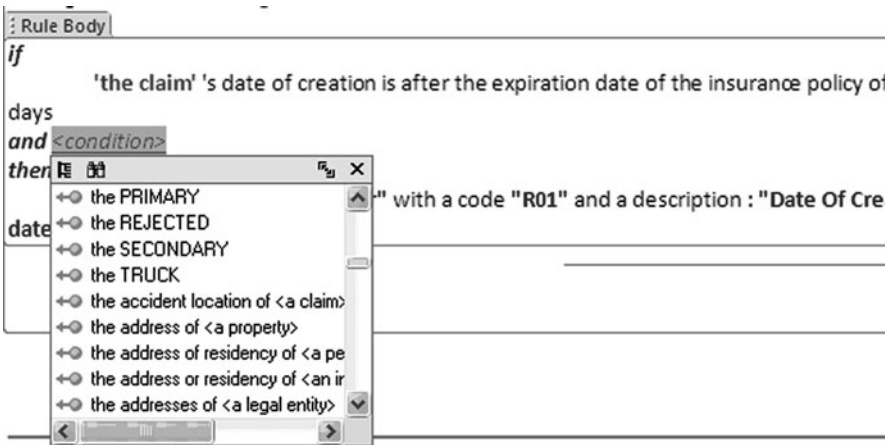 Rule Body
if
'the claim' 's date of creation is after the expiration date of the insurance policy of
days
and <condition>
then
" with a code "R01" and a description : "Date Of Cre
date
the PRIMARY
the REJECTED
the SECONDARY
the TRUCK
the accident location of <a claim>
the address of <a property>
the address of residency of <a pe
the address or residency of <an ir
the addresses of <a legal entity>